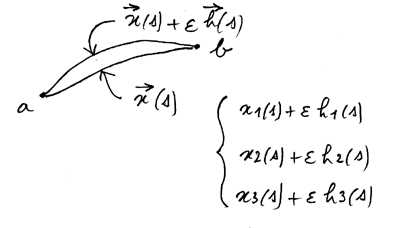 x⃗(s) + ε h⃗(s)
b
a
x⃗(s)
x1(s) + ε h1(s)
x2(s) + ε h2(s)
x3(s) + ε h3(s)